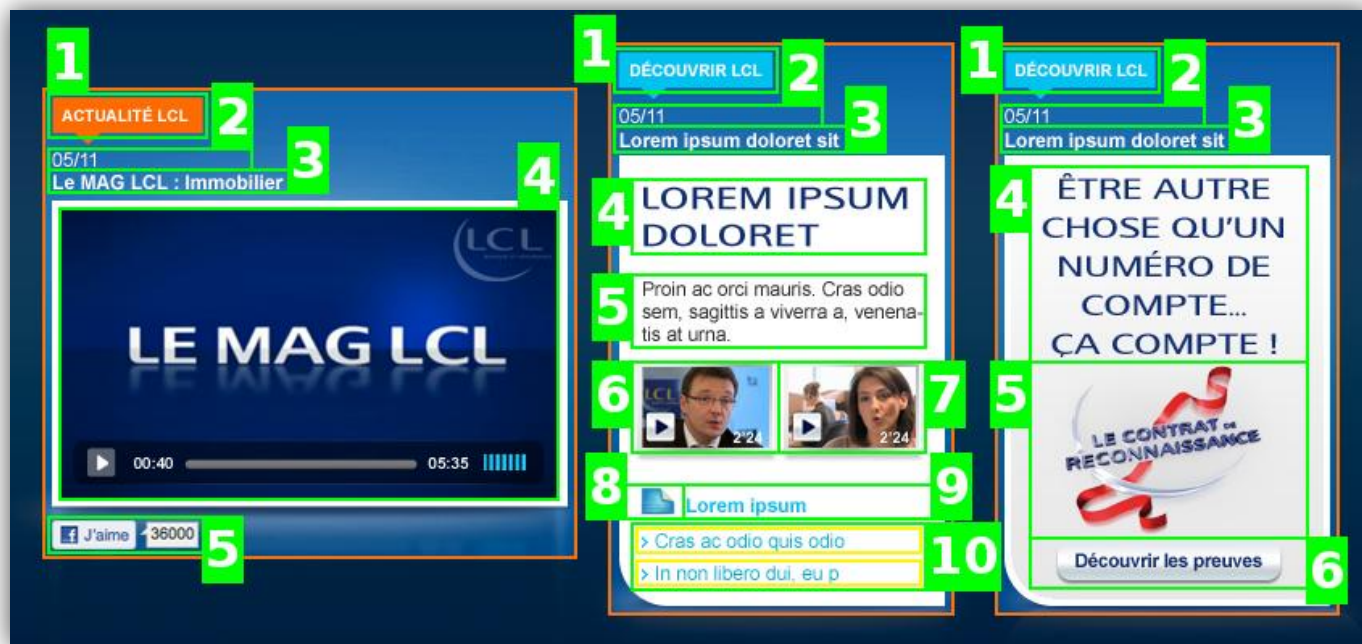 1
ACTUALITÉ LCL
2
05/11
3
Le MAG LCL : Immobilier
4
LCL
LE MAG LCL
00:40
05:35
J'aime
36000
5
1
DÉCOUVRIR LCL
2
05/11
3
Lorem ipsum doloret sit
4
LOREM IPSUM
DOLORET
5
Proin ac orci mauris. Cras odio
sem, sagittis a viverra a, venena-
tis at urna.
6
LCL
2'24
2'24
7
8
Lorem ipsum
9
> Cras ac odio quis odio
10
> In non libero dui, eu p
1
DÉCOUVRIR LCL
2
05/11
3
Lorem ipsum doloret sit
4
ÊTRE AUTRE
CHOSE QU'UN
NUMÉRO DE
COMPTE...
ÇA COMPTE !
5
LE CONTRAT DE
RECONNAISSANCE
Découvrir les preuves
6